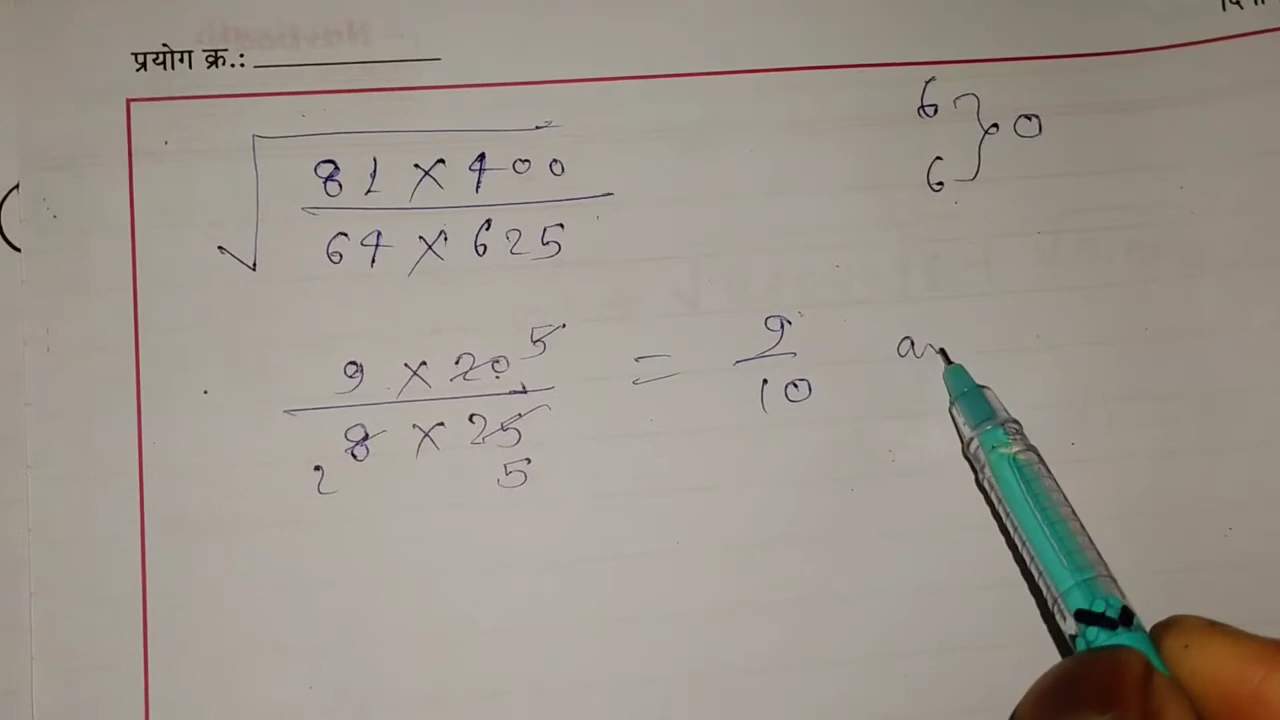 प्रयोग क्र.:
6
6 } 0
√ 81 × 400
64 × 625
9 × 20 5
8 × 25
2 5
= 9
10